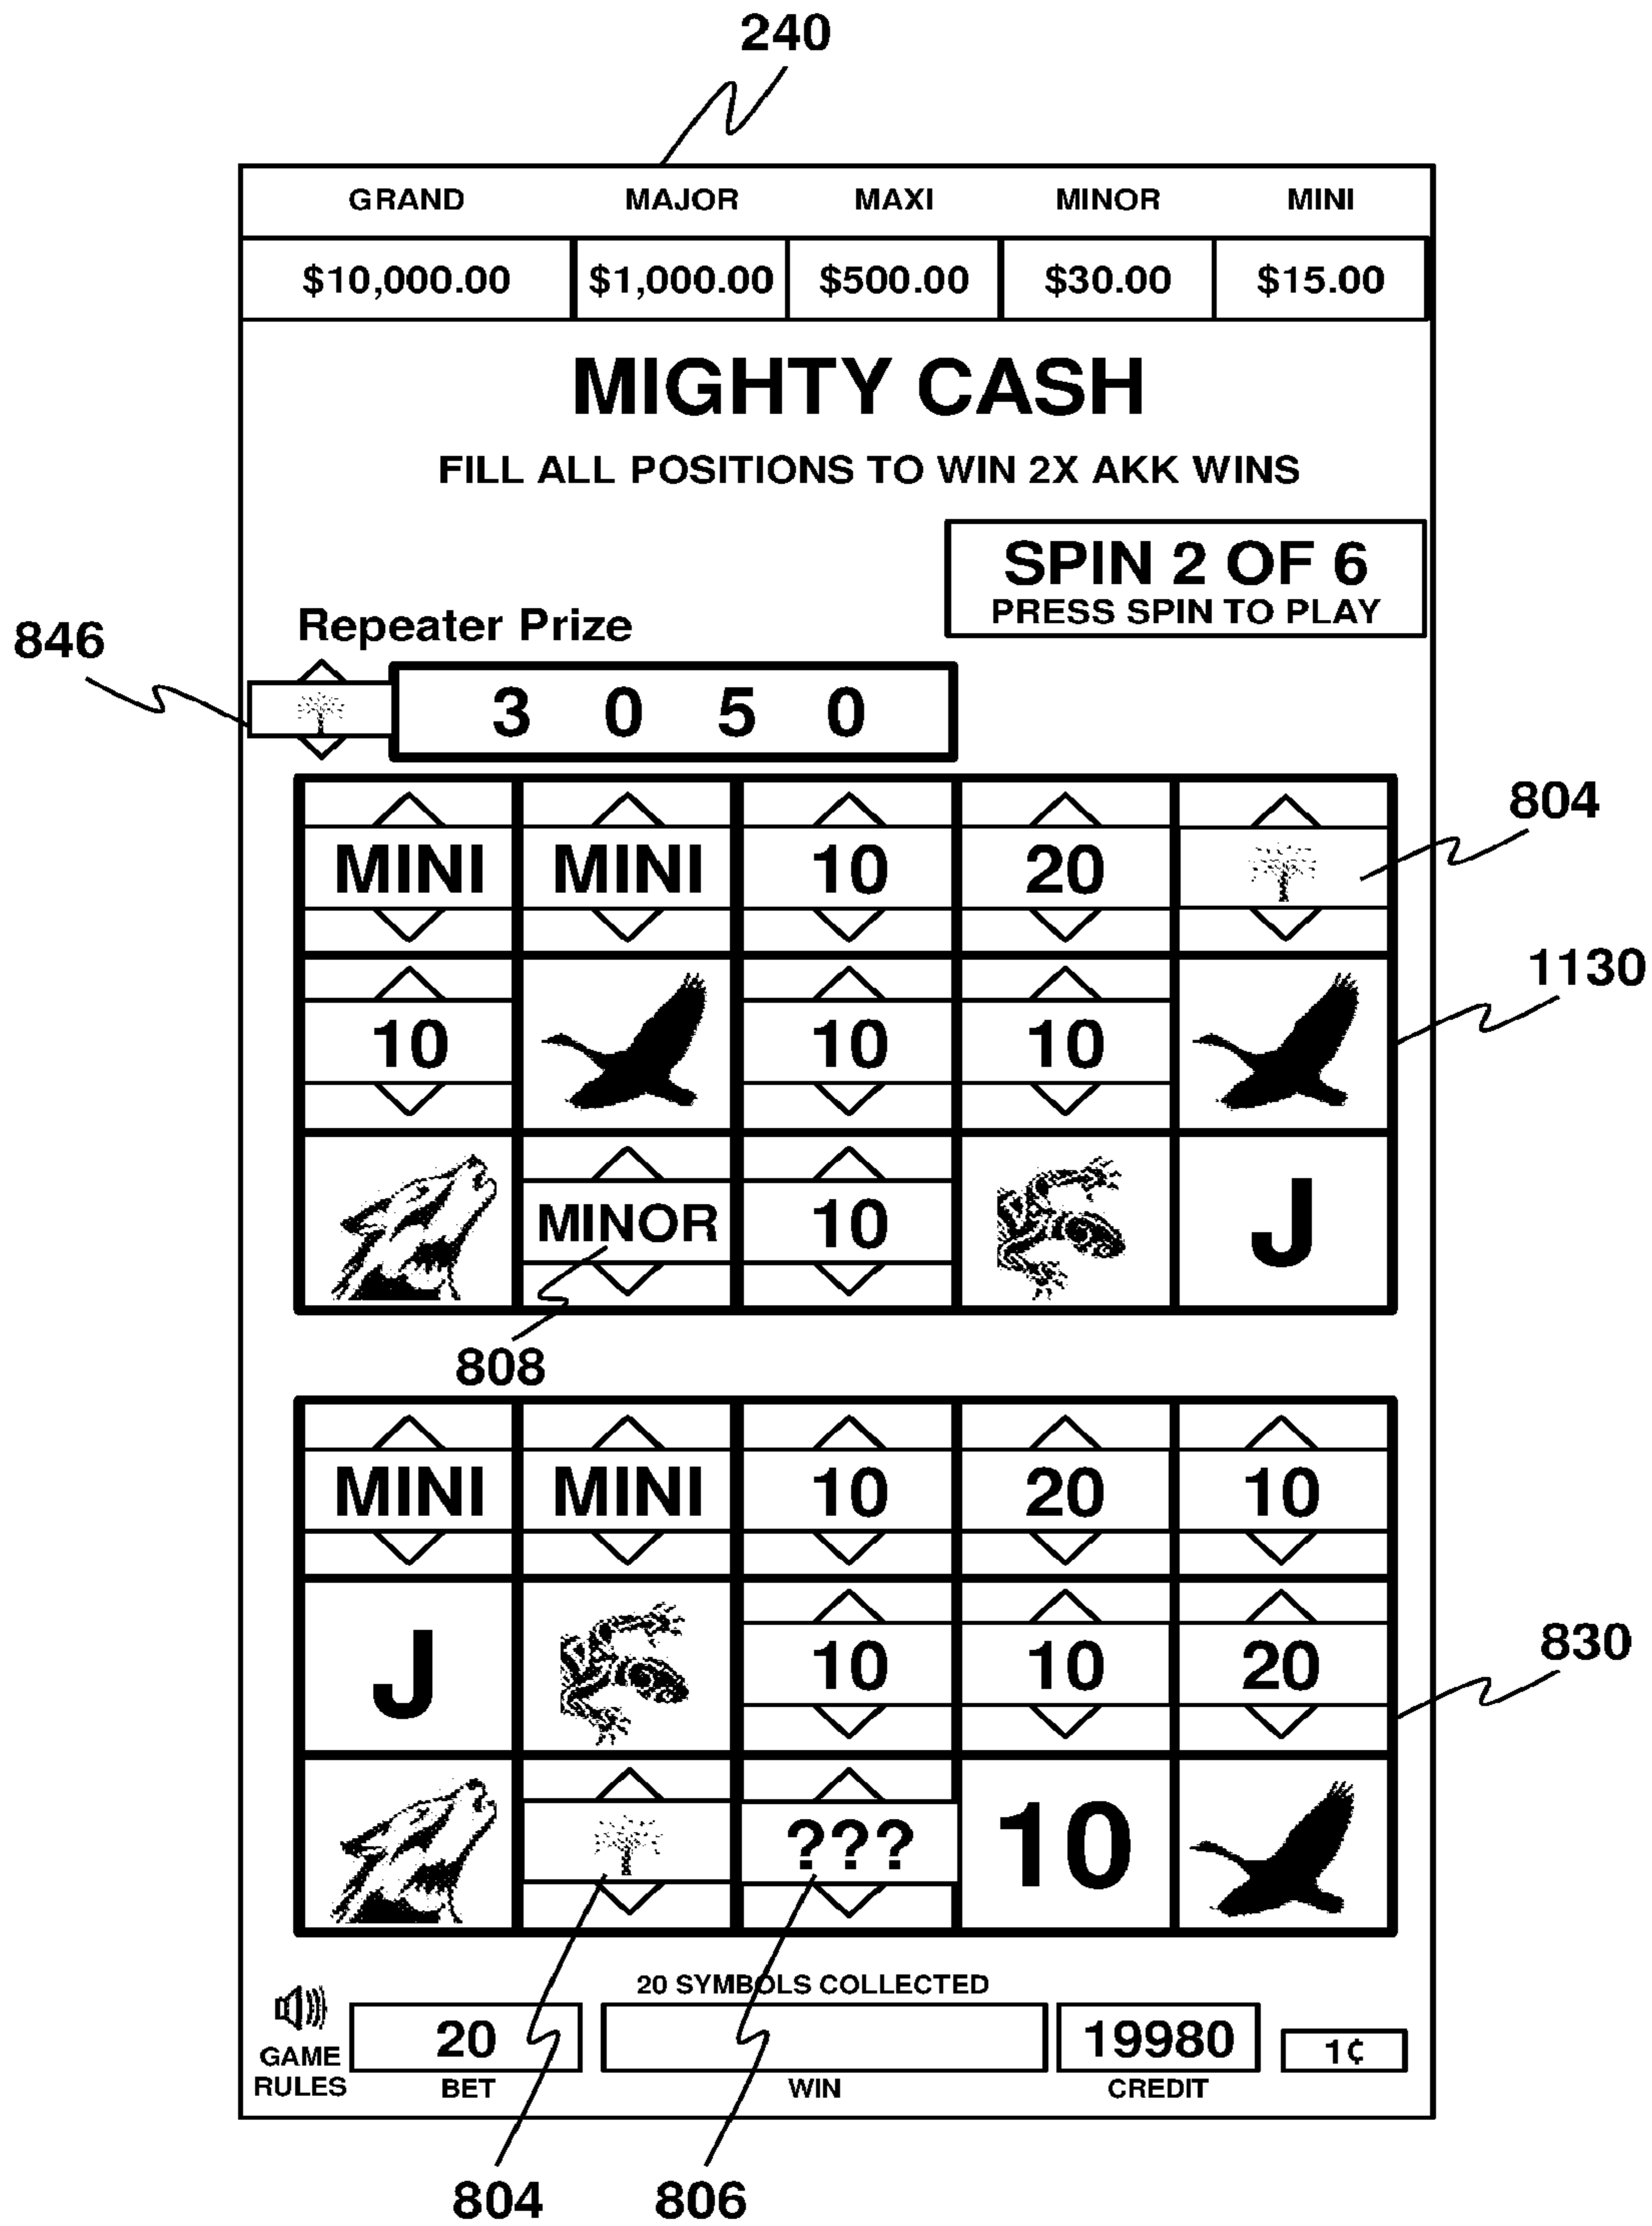 240
GRAND MAJOR MAXI MINOR MINI
$10,000.00 $1,000.00 $500.00 $30.00 $15.00
MIGHTY CASH
FILL ALL POSITIONS TO WIN 2X AKK WINS
SPIN 2 OF 6
PRESS SPIN TO PLAY
Repeater Prize
846
3 0 5 0
804
MINI MINI 10 20
1130
10 10 10
MINOR 10 J
808
MINI MINI 10 20 10
J 10 10 20
830
??? 10
20 SYMBOLS COLLECTED
20 19980 1¢
GAME RULES BET WIN CREDIT
804 806